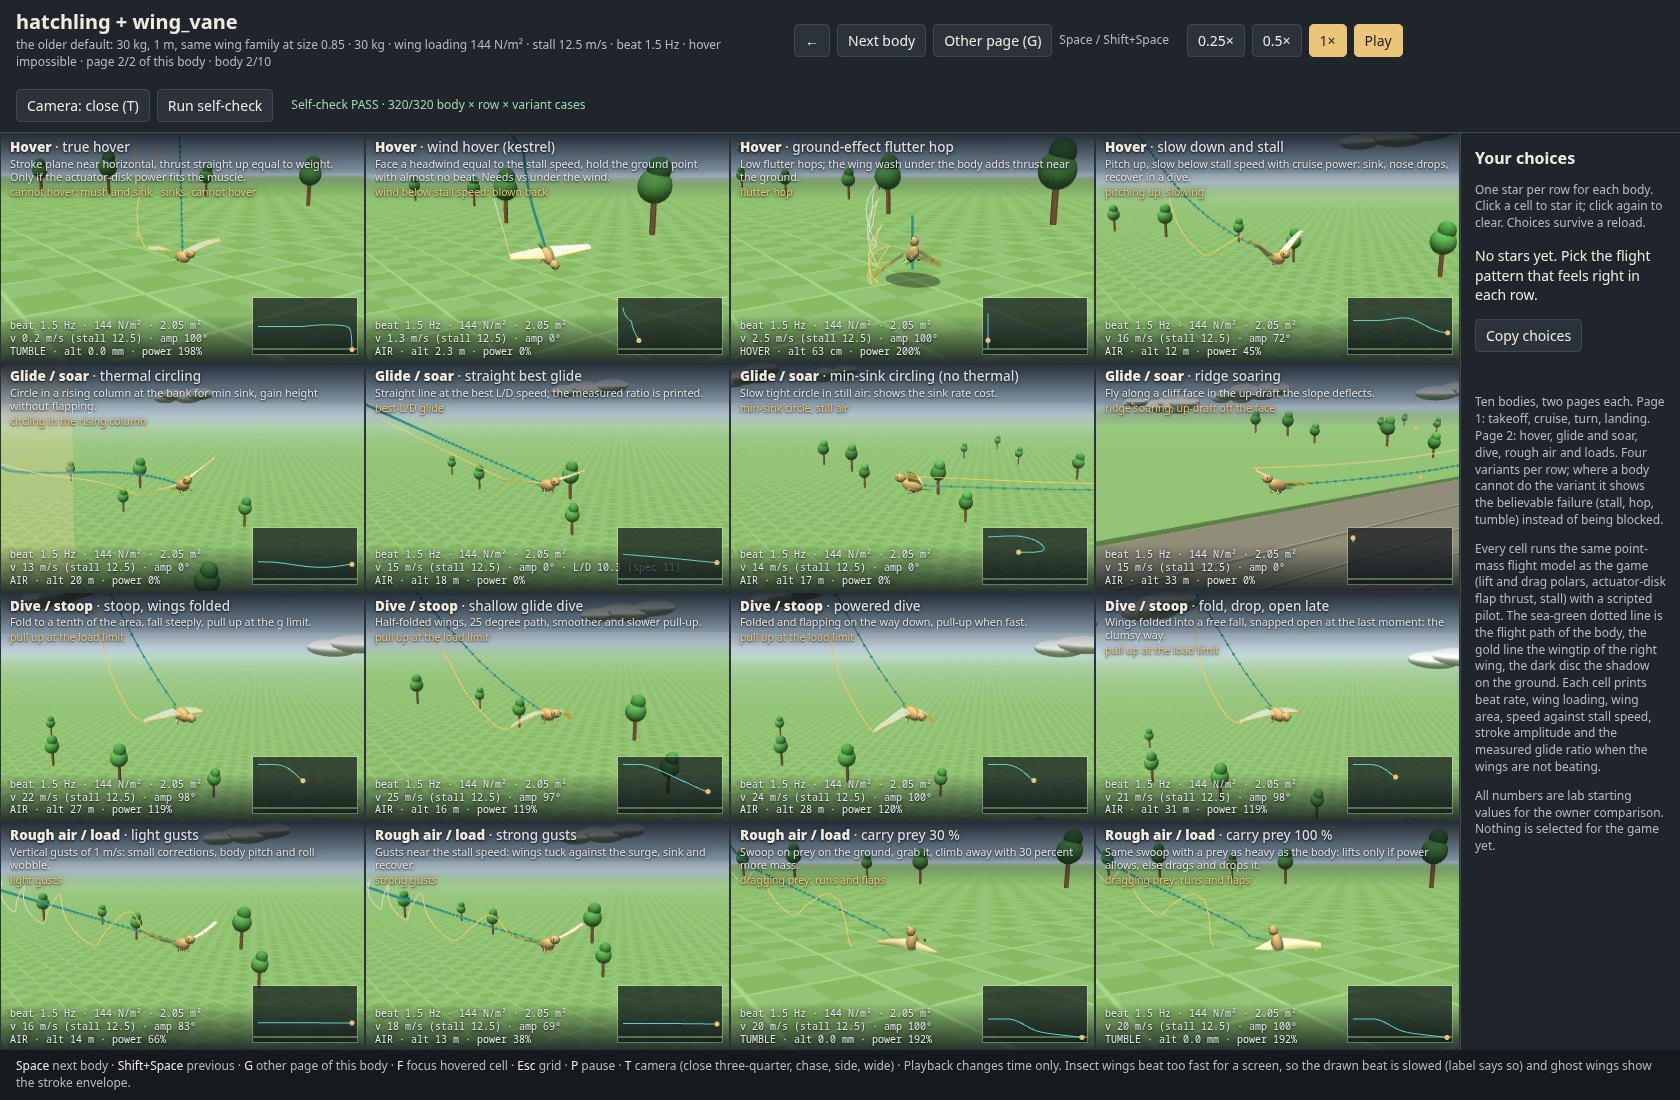 hatchling + wing_vane
the older default: 30 kg, 1 m, same wing family at size 0.85 · 30 kg · wing loading 144 N/m² · stall 12.5 m/s · beat 1.5 Hz · hover
impossible · page 2/2 of this body · body 2/10
←
Next body
Other page (G)
Space / Shift+Space
0.25×
0.5×
1×
Play
Camera: close (T)
Run self-check
Self-check PASS · 320/320 body × row × variant cases
Hover · true hover
Stroke plane near horizontal, thrust straight up equal to weight.
Only if the actuator-disk power fits the muscle.
cannot hover: mush and sink · sinks, cannot hover
beat 1.5 Hz · 144 N/m² · 2.05 m²
v 0.2 m/s (stall 12.5) · amp 100°
TUMBLE · alt 0.0 mm · power 198%
Hover · wind hover (kestrel)
Face a headwind equal to the stall speed, hold the ground point
with almost no beat. Needs vs under the wind.
wind below stall speed: blown back
beat 1.5 Hz · 144 N/m² · 2.05 m²
v 1.3 m/s (stall 12.5) · amp 0°
AIR · alt 2.3 m · power 0%
Hover · ground-effect flutter hop
Low flutter hops; the wing wash under the body adds thrust near
the ground.
flutter hop
beat 1.5 Hz · 144 N/m² · 2.05 m²
v 2.5 m/s (stall 12.5) · amp 100°
HOVER · alt 63 cm · power 200%
Hover · slow down and stall
Pitch up, slow below stall speed with cruise power: sink, nose drops,
recover in a dive.
pitching up, slowing
beat 1.5 Hz · 144 N/m² · 2.05 m²
v 16 m/s (stall 12.5) · amp 72°
AIR · alt 12 m · power 45%
Glide / soar · thermal circling
Circle in a rising column at the bank for min sink, gain height
without flapping.
circling in the rising column
beat 1.5 Hz · 144 N/m² · 2.05 m²
v 13 m/s (stall 12.5) · amp 0°
AIR · alt 20 m · power 0%
Glide / soar · straight best glide
Straight line at the best L/D speed; the measured ratio is printed.
best-L/D glide
beat 1.5 Hz · 144 N/m² · 2.05 m²
v 15 m/s (stall 12.5) · amp 0° · L/D 10.3 (spec 11)
AIR · alt 18 m · power 0%
Glide / soar · min-sink circling (no thermal)
Slow tight circle in still air: shows the sink rate cost.
min-sink circle, still air
beat 1.5 Hz · 144 N/m² · 2.05 m²
v 14 m/s (stall 12.5) · amp 0°
AIR · alt 17 m · power 0%
Glide / soar · ridge soaring
Fly along a cliff face in the up-draft the slope deflects.
ridge soaring, up-draft off the face
beat 1.5 Hz · 144 N/m² · 2.05 m²
v 15 m/s (stall 12.5) · amp 0°
AIR · alt 33 m · power 0%
Dive / stoop · stoop, wings folded
Fold to a tenth of the area, fall steeply, pull up at the g limit.
pull up at the load limit
beat 1.5 Hz · 144 N/m² · 2.05 m²
v 22 m/s (stall 12.5) · amp 98°
AIR · alt 27 m · power 119%
Dive / stoop · shallow glide dive
Half-folded wings, 25 degree path, smoother and slower pull-up.
pull up at the load limit
beat 1.5 Hz · 144 N/m² · 2.05 m²
v 25 m/s (stall 12.5) · amp 97°
AIR · alt 16 m · power 119%
Dive / stoop · powered dive
Folded and flapping on the way down, pull-up when fast.
pull up at the load limit
beat 1.5 Hz · 144 N/m² · 2.05 m²
v 24 m/s (stall 12.5) · amp 100°
AIR · alt 28 m · power 120%
Dive / stoop · fold, drop, open late
Wings folded into a free fall, snapped open at the last moment: the
clumsy way.
pull up at the load limit
beat 1.5 Hz · 144 N/m² · 2.05 m²
v 21 m/s (stall 12.5) · amp 98°
AIR · alt 31 m · power 119%
Rough air / load · light gusts
Vertical gusts of 1 m/s: small corrections, body pitch and roll
wobble.
light gusts
beat 1.5 Hz · 144 N/m² · 2.05 m²
v 16 m/s (stall 12.5) · amp 83°
AIR · alt 14 m · power 66%
Rough air / load · strong gusts
Gusts near the stall speed: wings tuck against the surge, sink and
recover.
strong gusts
beat 1.5 Hz · 144 N/m² · 2.05 m²
v 18 m/s (stall 12.5) · amp 69°
AIR · alt 13 m · power 38%
Rough air / load · carry prey 30 %
Swoop on prey on the ground, grab it, climb away with 30 percent
more mass.
dragging prey: runs and flaps
beat 1.5 Hz · 144 N/m² · 2.05 m²
v 20 m/s (stall 12.5) · amp 100°
TUMBLE · alt 0.0 mm · power 192%
Rough air / load · carry prey 100 %
Same swoop with a prey as heavy as the body: lifts only if power
allows, else drags and drops it.
dragging prey: runs and flaps
beat 1.5 Hz · 144 N/m² · 2.05 m²
v 20 m/s (stall 12.5) · amp 100°
TUMBLE · alt 0.0 mm · power 192%
Your choices
One star per row for each body.
Click a cell to star it; click again to
clear. Choices survive a reload.
No stars yet. Pick the flight
pattern that feels right in
each row.
Copy choices
Ten bodies, two pages each. Page
1: takeoff, cruise, turn, landing.
Page 2: hover, glide and soar,
dive, rough air and loads. Four
variants per row; where a body
cannot do the variant it shows
the believable failure (stall, hop,
tumble) instead of being blocked.
Every cell runs the same point-
mass flight model as the game
(lift and drag polars, actuator-disk
flap thrust, stall) with a scripted
pilot. The sea-green dotted line is
the flight path of the body, the
gold line the wingtip of the right
wing, the dark disc the shadow
on the ground. Each cell prints
beat rate, wing loading, wing
area, speed against stall speed,
stroke amplitude and the
measured glide ratio when the
wings are not beating.
All numbers are lab starting
values for the owner comparison.
Nothing is selected for the game
yet.
Space next body · Shift+Space previous · G other page of this body · F focus hovered cell · Esc grid · P pause · T camera (close three-quarter, chase, side, wide) · Playback changes time only. Insect wings beat too fast for a screen, so the drawn beat is slowed (label says so) and ghost wings show
the stroke envelope.